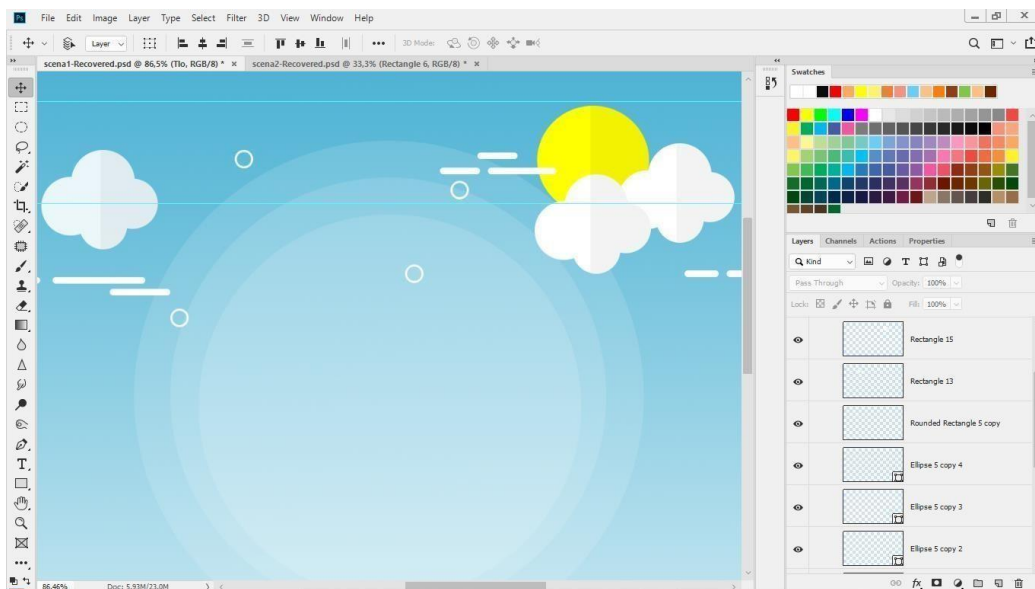 Ps File Edit Image Layer Type Select Filter 3D View Window Help
Layer 3D Mode:
scena1-Recovered.psd @ 86,5% (Tło, RGB/8) * × scena2-Recovered.psd @ 33,3% (Rectangle 6, RGB/8) * ×
Swatches
Layers Channels Actions Properties
Kind
Pass Through Opacity: 100%
Lock: Fill: 100%
Rectangle 15
Rectangle 13
Rounded Rectangle 5 copy
Ellipse 5 copy 4
Ellipse 5 copy 3
Ellipse 5 copy 2
86.46% Doc: 5.93M/23.0M